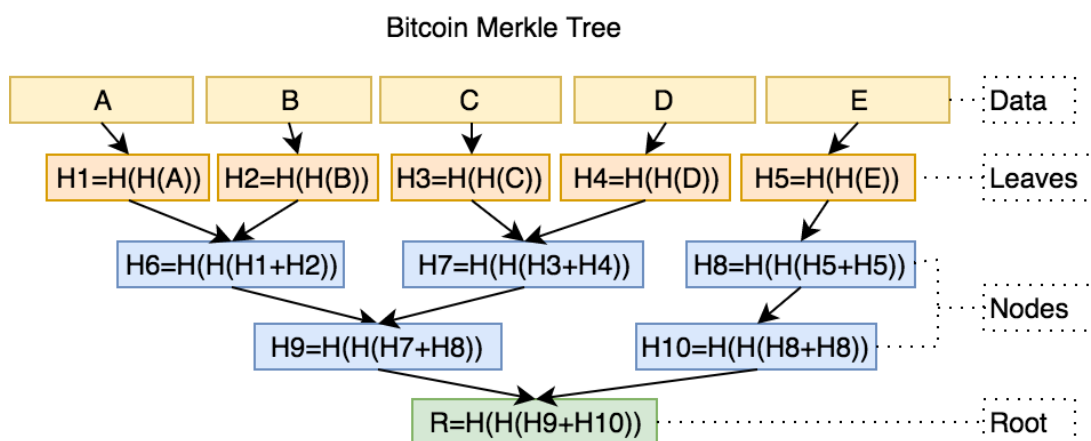 Bitcoin Merkle Tree
A
B
C
D
E
Data
H1=H(H(A))
H2=H(H(B))
H3=H(H(C))
H4=H(H(D))
H5=H(H(E))
Leaves
H6=H(H(H1+H2))
H7=H(H(H3+H4))
H8=H(H(H5+H5))
Nodes
H9=H(H(H7+H8))
H10=H(H(H8+H8))
R=H(H(H9+H10))
Root